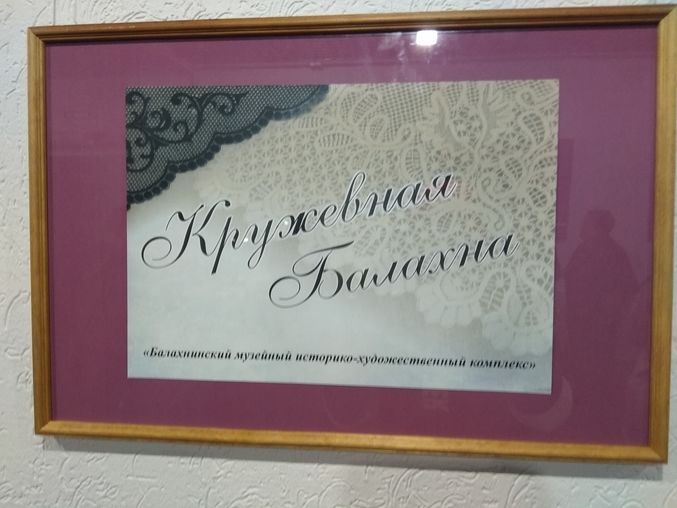 Кружевная
Балахна
«Балахнинский музейный историко-художественный комплекс»